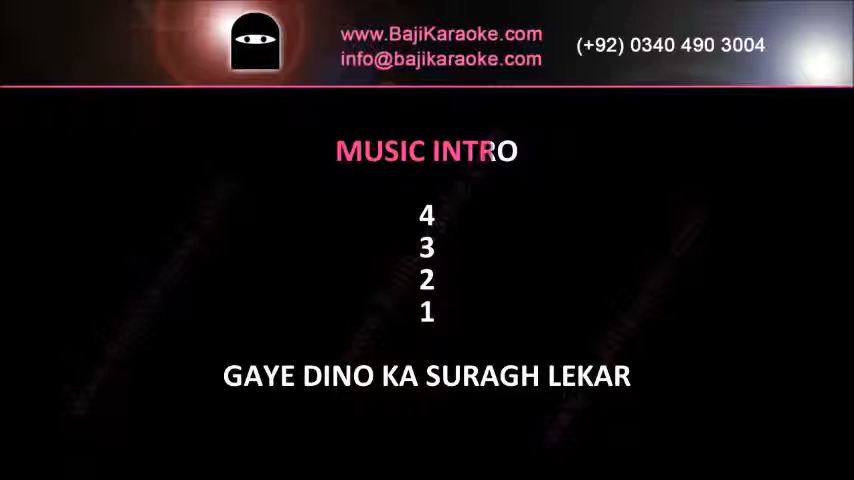 www.BajiKaraoke.com
info@bajikaraoke.com
(+92) 0340 490 3004
MUSIC INTRO
4
3
2
1
GAYE DINO KA SURAGH LEKAR